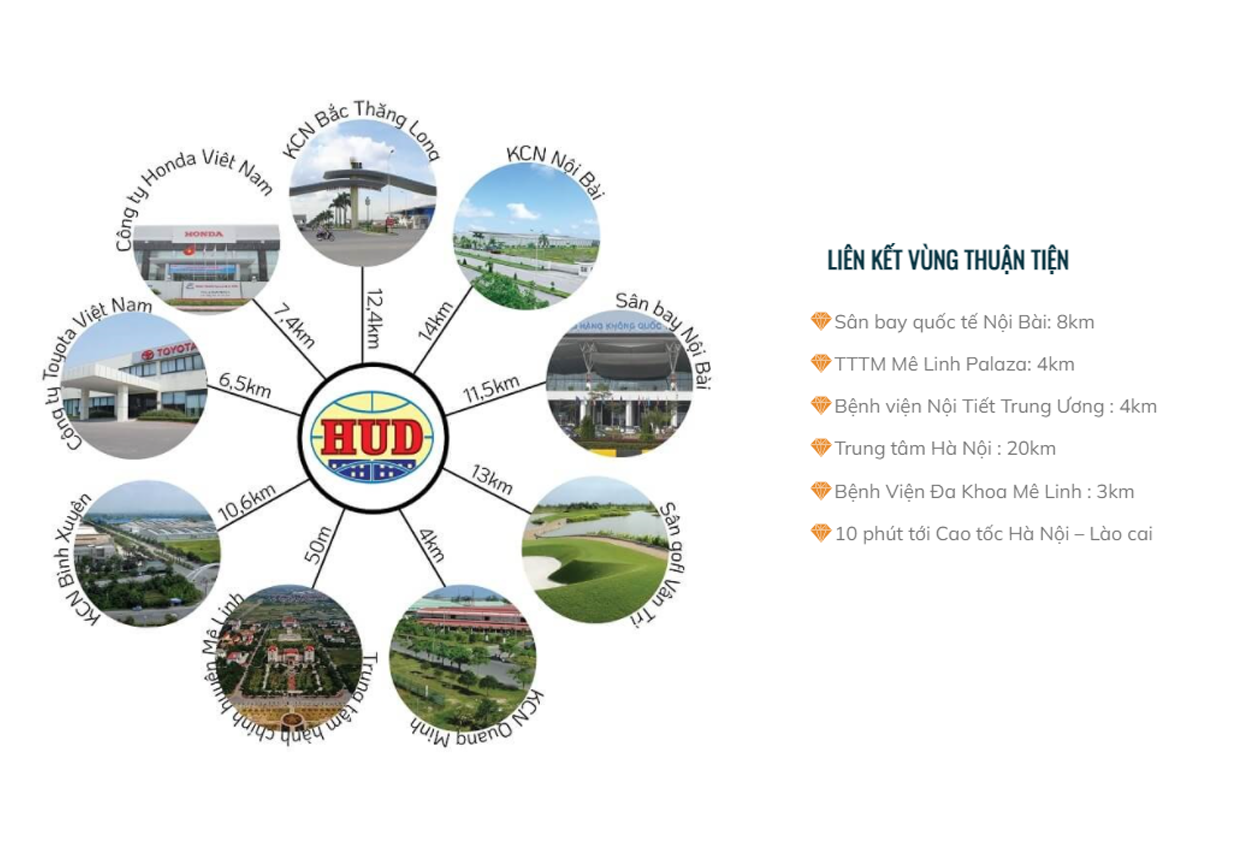 KCN Bắc Thăng Long
12,4km
KCN Nội Bài
14km
Sân bay Nội Bài
11,5km
HÀNG KHÔNG QUỐC
Sân gofl Vân Trì
13km
KCN Quang Minh
4km
Trung tâm hành chính huyện Mê Linh
50m
KCN Bình Xuyên
10,6km
Công ty Toyota Việt Nam
6,5km
TOYOTA
Công ty Honda Việt Nam
7,4km
HONDA
HUD
LIÊN KẾT VÙNG THUẬN TIỆN
Sân bay quốc tế Nội Bài: 8km
TTTM Mê Linh Palaza: 4km
Bệnh viện Nội Tiết Trung Ương : 4km
Trung tâm Hà Nội : 20km
Bệnh Viện Đa Khoa Mê Linh : 3km
10 phút tới Cao tốc Hà Nội – Lào cai